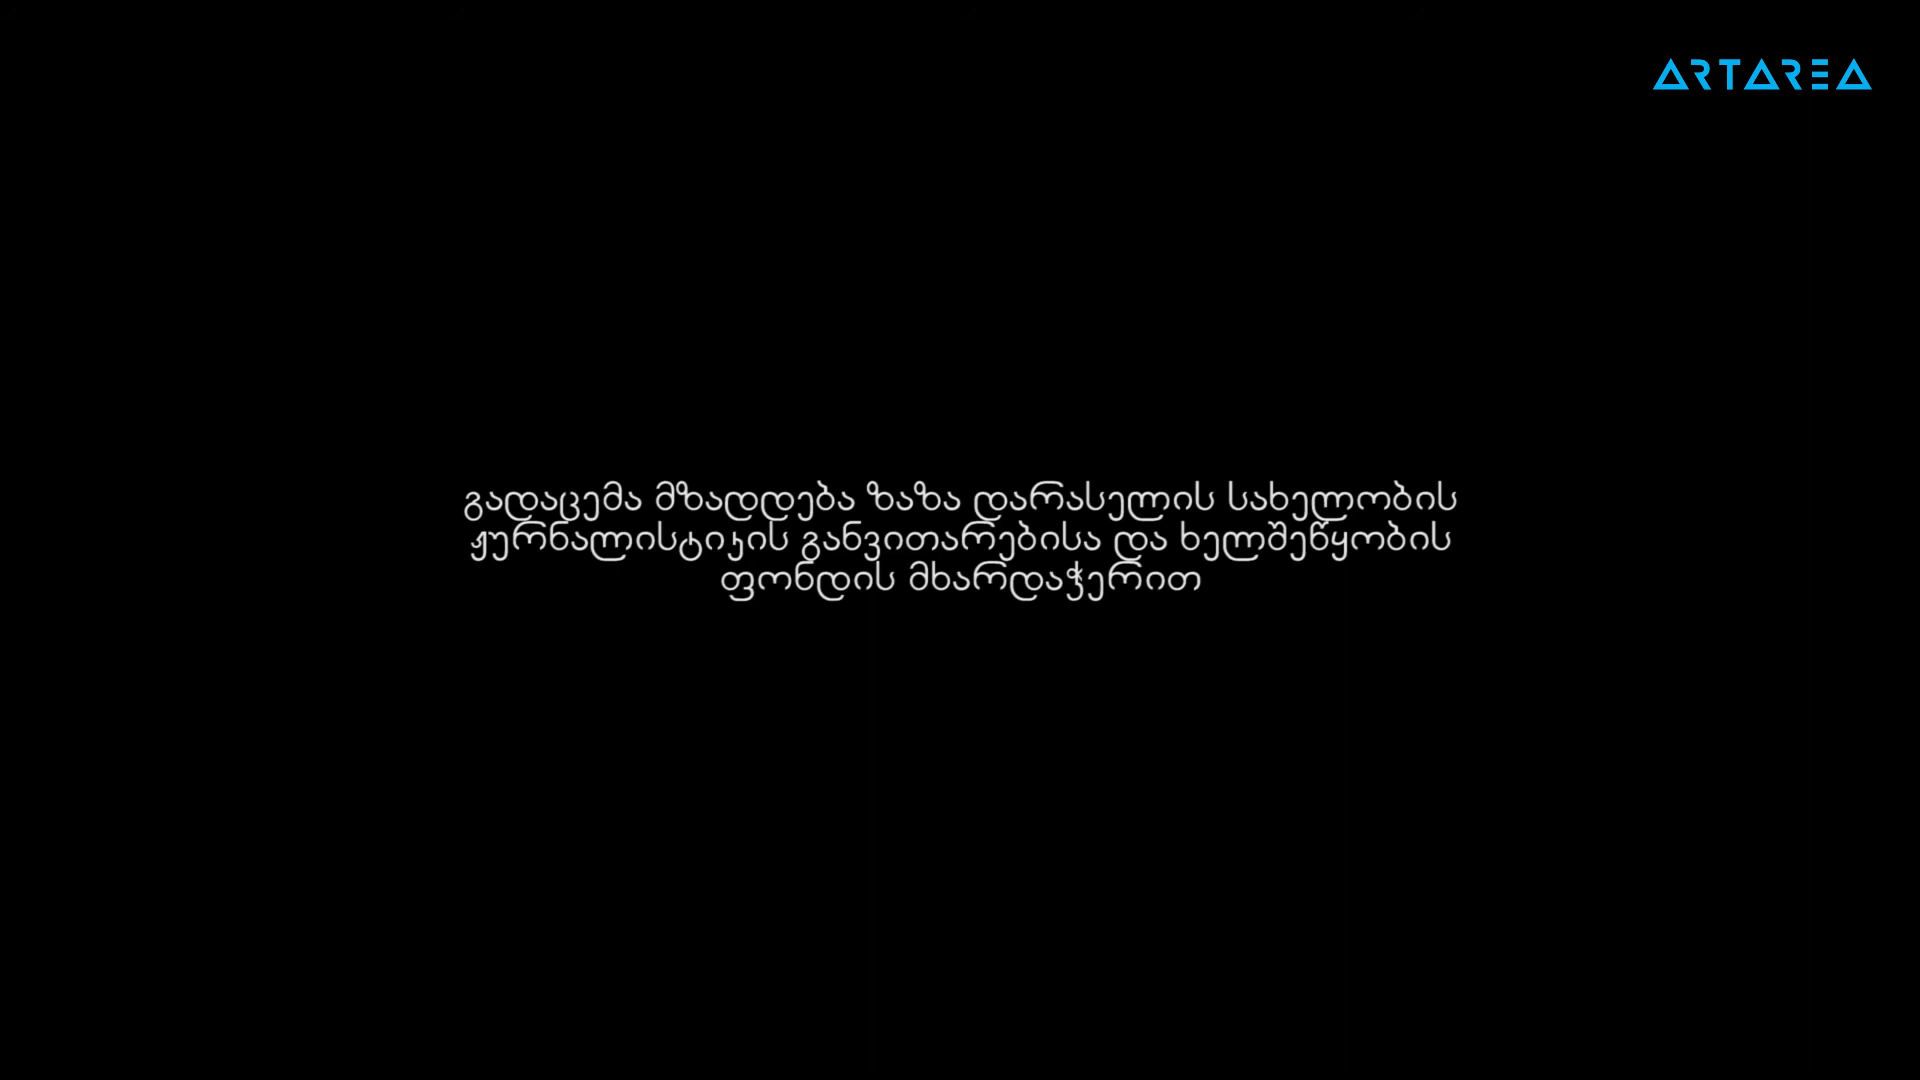 ARTAREA
გადაცემა მზადდება ზაზა დარასელის სახელობის
ჟურნალისტიკის განვითარებისა და ხელშეწყობის
ფონდის მხარდაჭერით